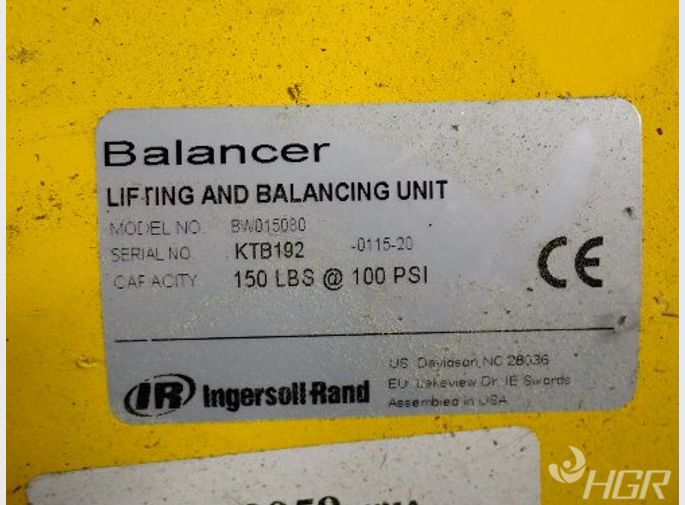 Balancer
LIFTING AND BALANCING UNIT
MODEL NO. BW015080
SERIAL NO. KTB192 -0115-20
CAPACITY 150 LBS @ 100 PSI
CE
IR Ingersoll-Rand
US Davidson, NC 28036
EU Lakeview Dr. IE Swords
Assembled in USA
HGR